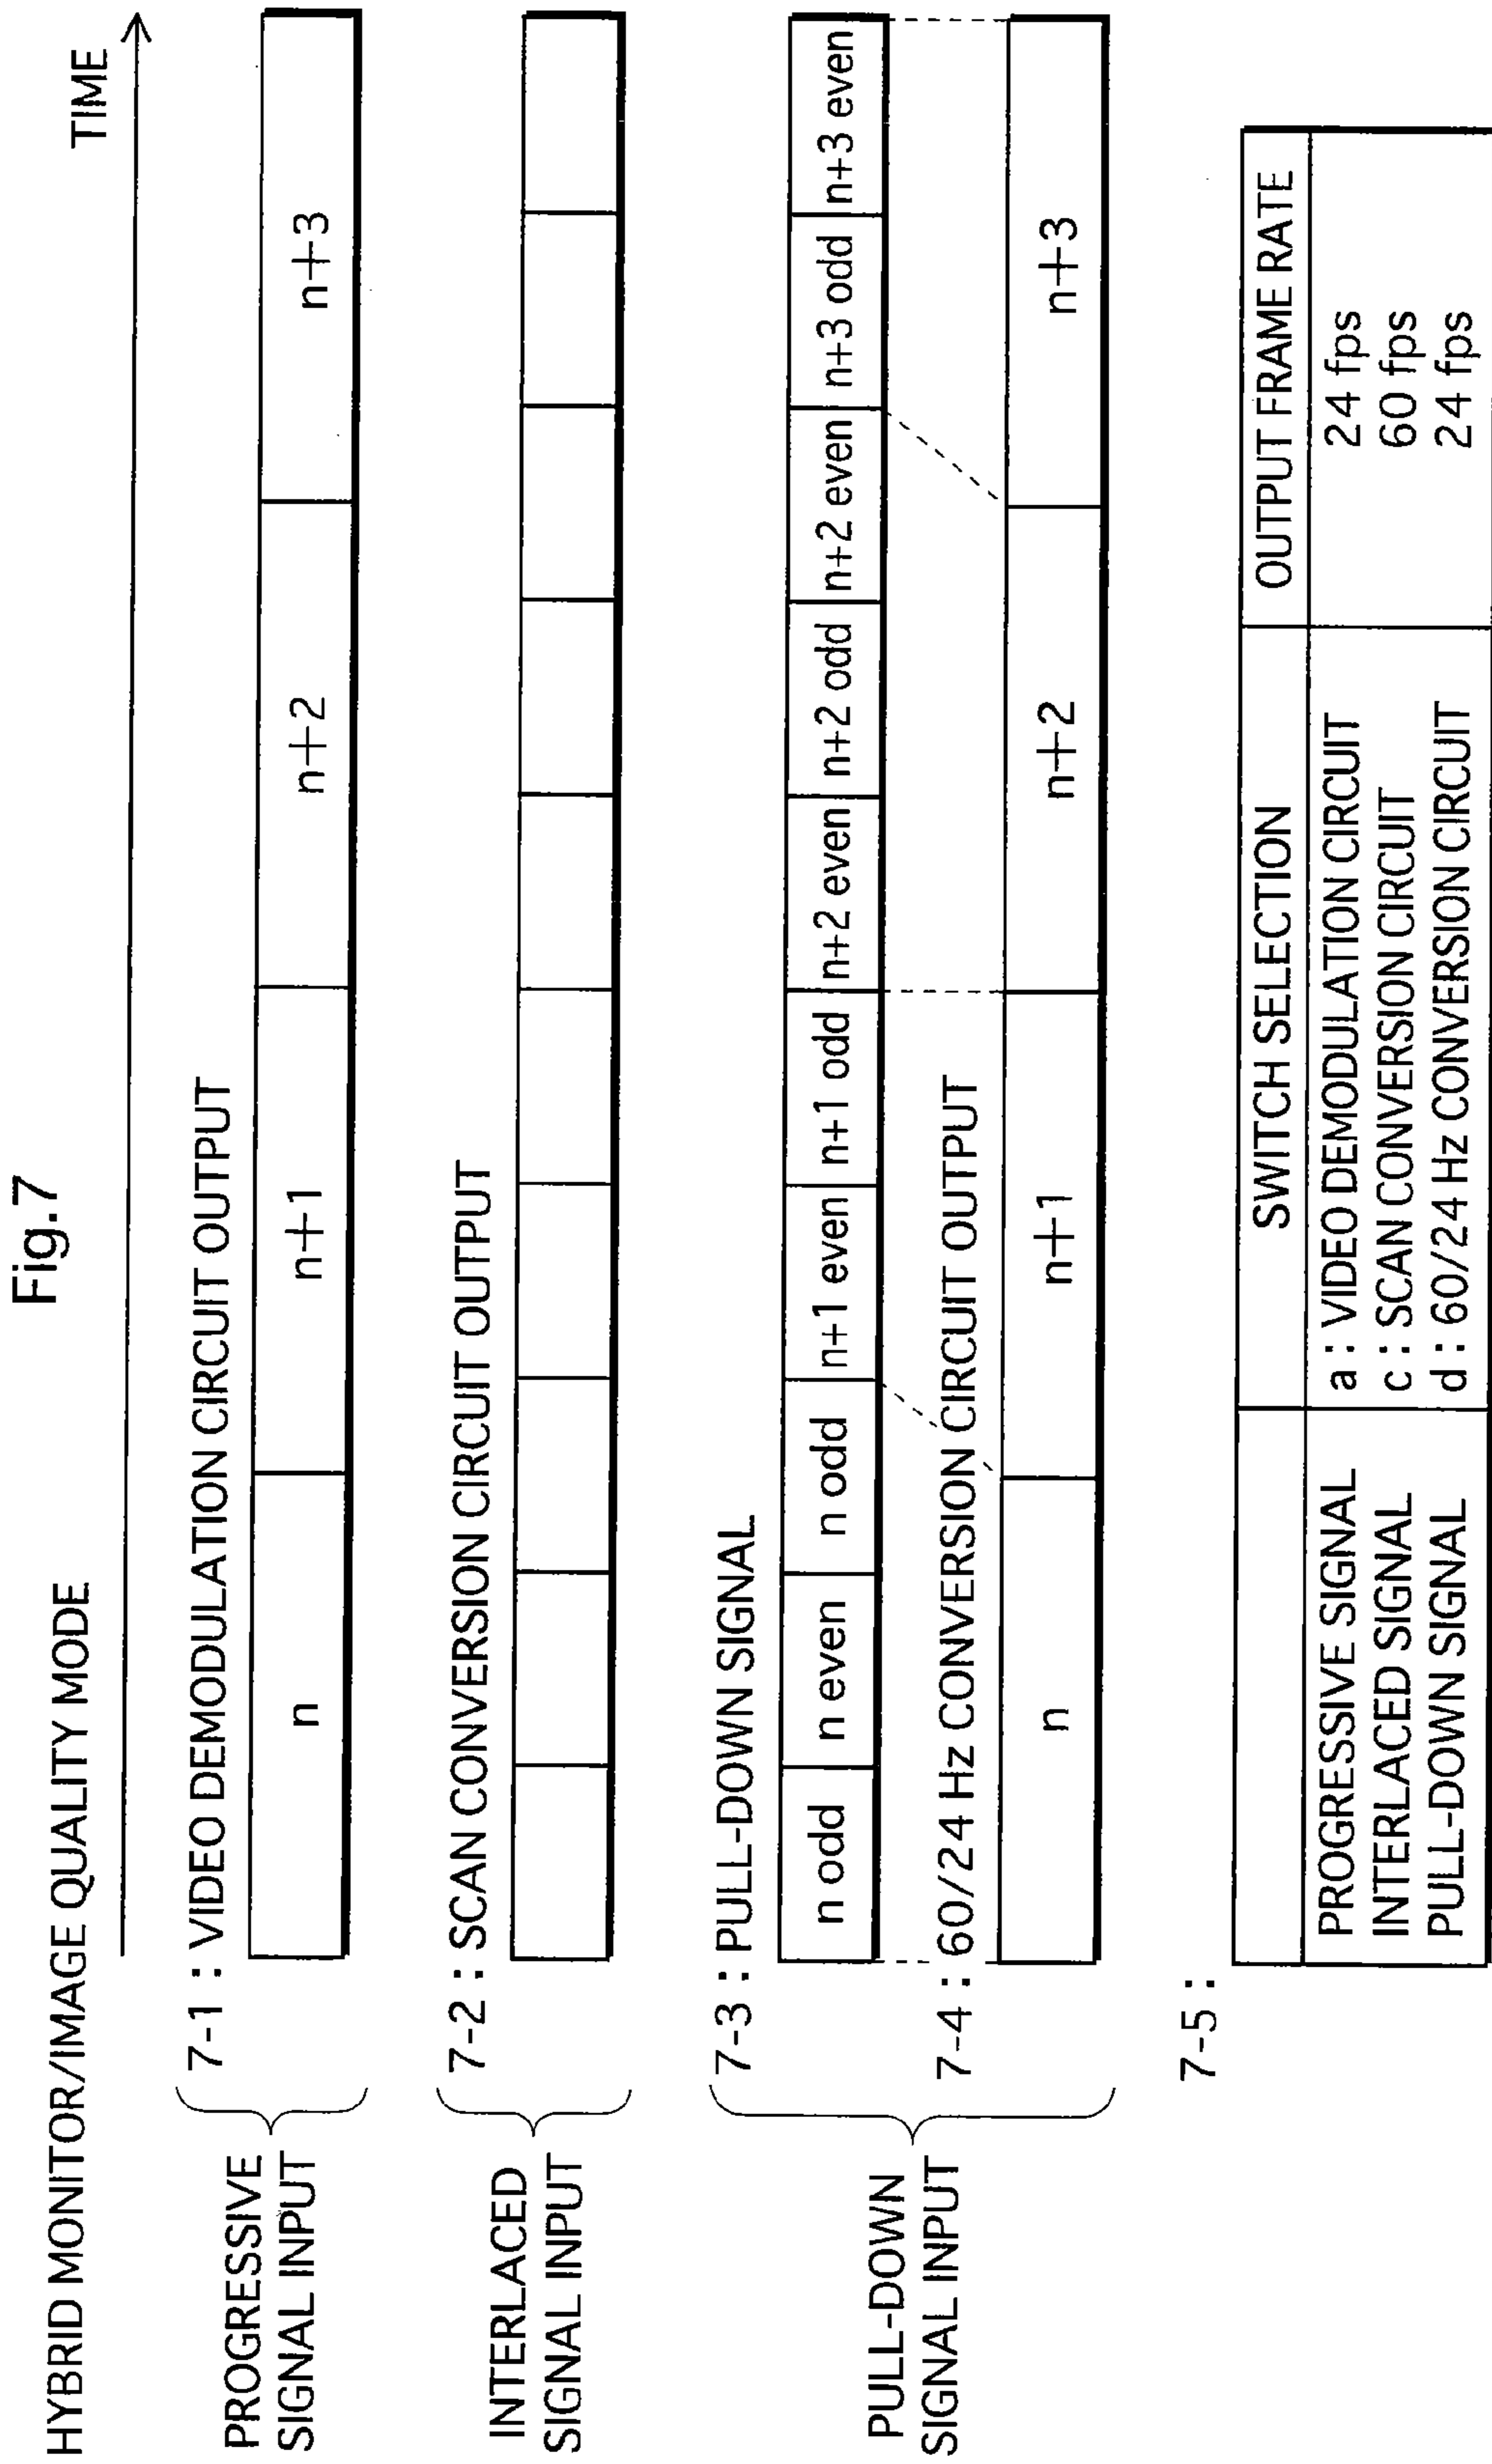 Fig.7
HYBRID MONITOR/IMAGE QUALITY MODE
TIME
PROGRESSIVE
SIGNAL INPUT
7-1 : VIDEO DEMODULATION CIRCUIT OUTPUT
n n+1 n+2 n+3
INTERLACED
SIGNAL INPUT
7-2 : SCAN CONVERSION CIRCUIT OUTPUT
PULL-DOWN
SIGNAL INPUT
7-3 : PULL-DOWN SIGNAL
n odd n even n odd n+1 even n+1 odd n+2 even n+2 odd n+2 even n+3 odd n+3 even
7-4 : 60/24 Hz CONVERSION CIRCUIT OUTPUT
n n+1 n+2 n+3
7-5 :
SWITCH SELECTION OUTPUT FRAME RATE
PROGRESSIVE SIGNAL a : VIDEO DEMODULATION CIRCUIT 24 fps
INTERLACED SIGNAL c : SCAN CONVERSION CIRCUIT 60 fps
PULL-DOWN SIGNAL d : 60/24 Hz CONVERSION CIRCUIT 24 fps